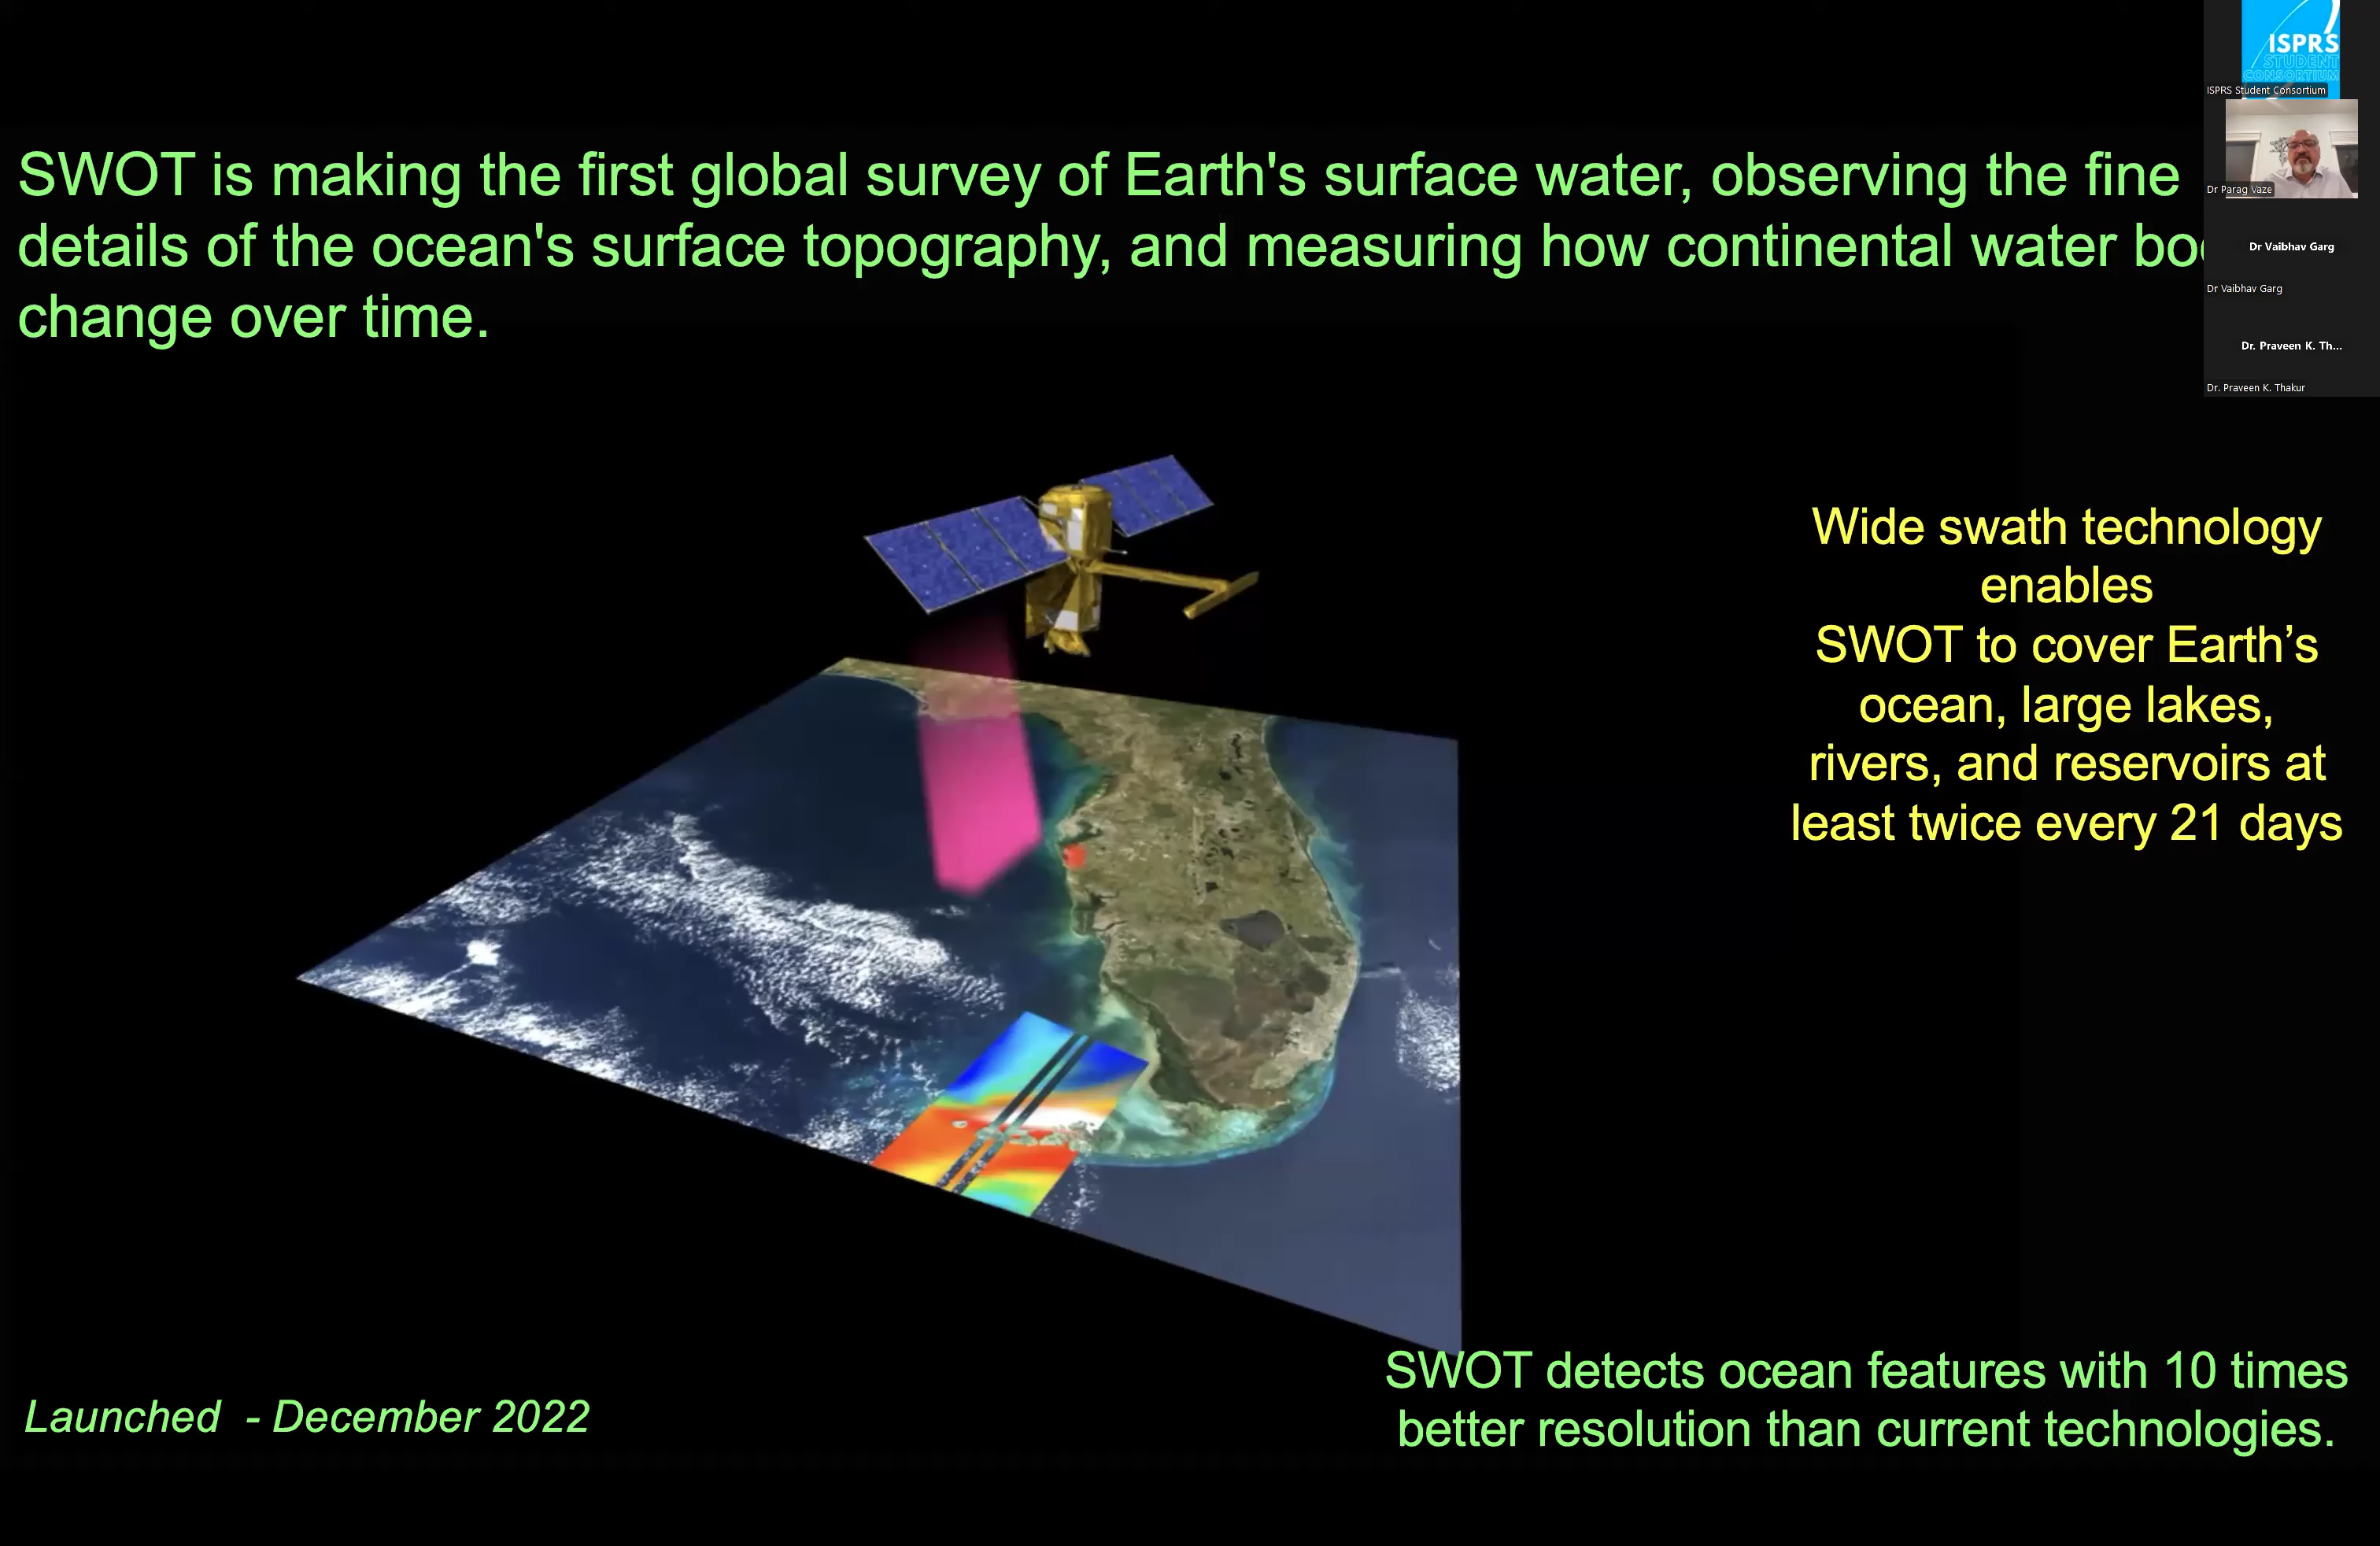 SWOT is making the first global survey of Earth's surface water, observing the fine
details of the ocean's surface topography, and measuring how continental water
change over time.
Wide swath technology
enables
SWOT to cover Earth’s
ocean, large lakes,
rivers, and reservoirs at
least twice every 21 days
Launched - December 2022
SWOT detects ocean features with 10 times
better resolution than current technologies.
ISPRS
STUDENT
CONSORTIUM
ISPRS Student Consortium
Dr Parag Vaze
Dr Vaibhav Garg
Dr Vaibhav Garg
Dr. Praveen K. Th...
Dr. Praveen K. Thakur